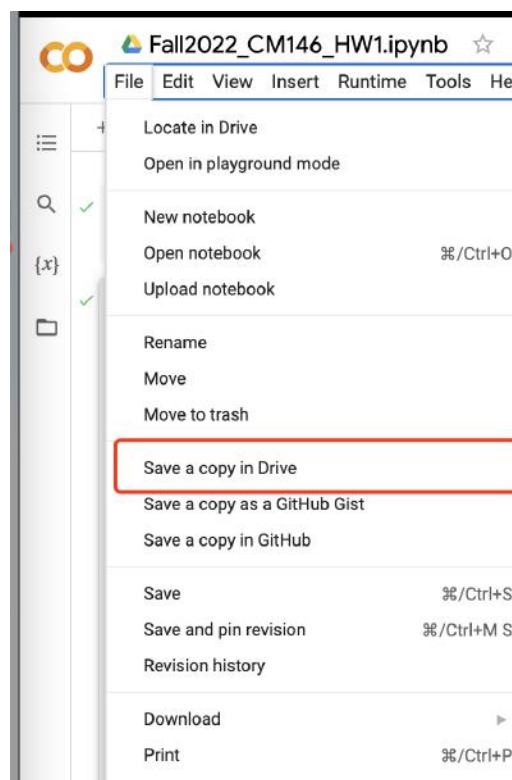 Fall2022_CM146_HW1.ipynb
File Edit View Insert Runtime Tools He
Locate in Drive
Open in playground mode
New notebook
Open notebook ⌘/Ctrl+O
Upload notebook
Rename
Move
Move to trash
Save a copy in Drive
Save a copy as a GitHub Gist
Save a copy in GitHub
Save ⌘/Ctrl+S
Save and pin revision ⌘/Ctrl+M S
Revision history
Download
Print ⌘/Ctrl+P
{x}